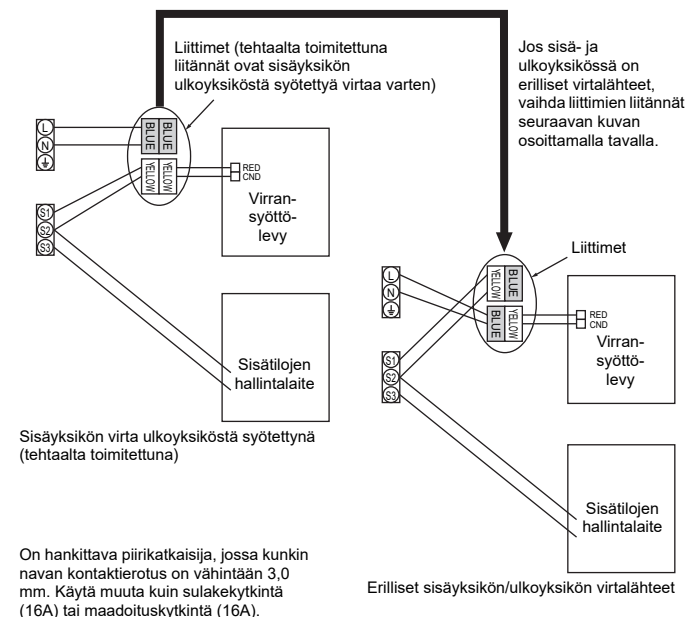 Liittimet (tehtaalta toimitettuna
liitännät ovat sisäyksikön
ulkoyksiköstä syötettyä virtaa varten)
Jos sisä- ja
ulkoyksikössä on
erilliset virtalähteet,
vaihda liittimien liitännät
seuraavan kuvan
osoittamalla tavalla.
L
N
BLUE
BLUE
YELLOW
YELLOW
RED
CND
Virran-
syöttö-
levy
S1
S2
S3
Sisätilojen
hallintalaite
Sisäyksikön virta ulkoyksiköstä syötettynä
(tehtaalta toimitettuna)
Liittimet
L
N
YELLOW
BLUE
BLUE
YELLOW
RED
CND
Virran-
syöttö-
levy
S1
S2
S3
Sisätilojen
hallintalaite
Erilliset sisäyksikön/ulkoyksikön virtalähteet
On hankittava piirikatkaisija, jossa kunkin
navan kontaktierotus on vähintään 3,0
mm. Käytä muuta kuin sulakekytkintä
(16A) tai maadoituskytkintä (16A).